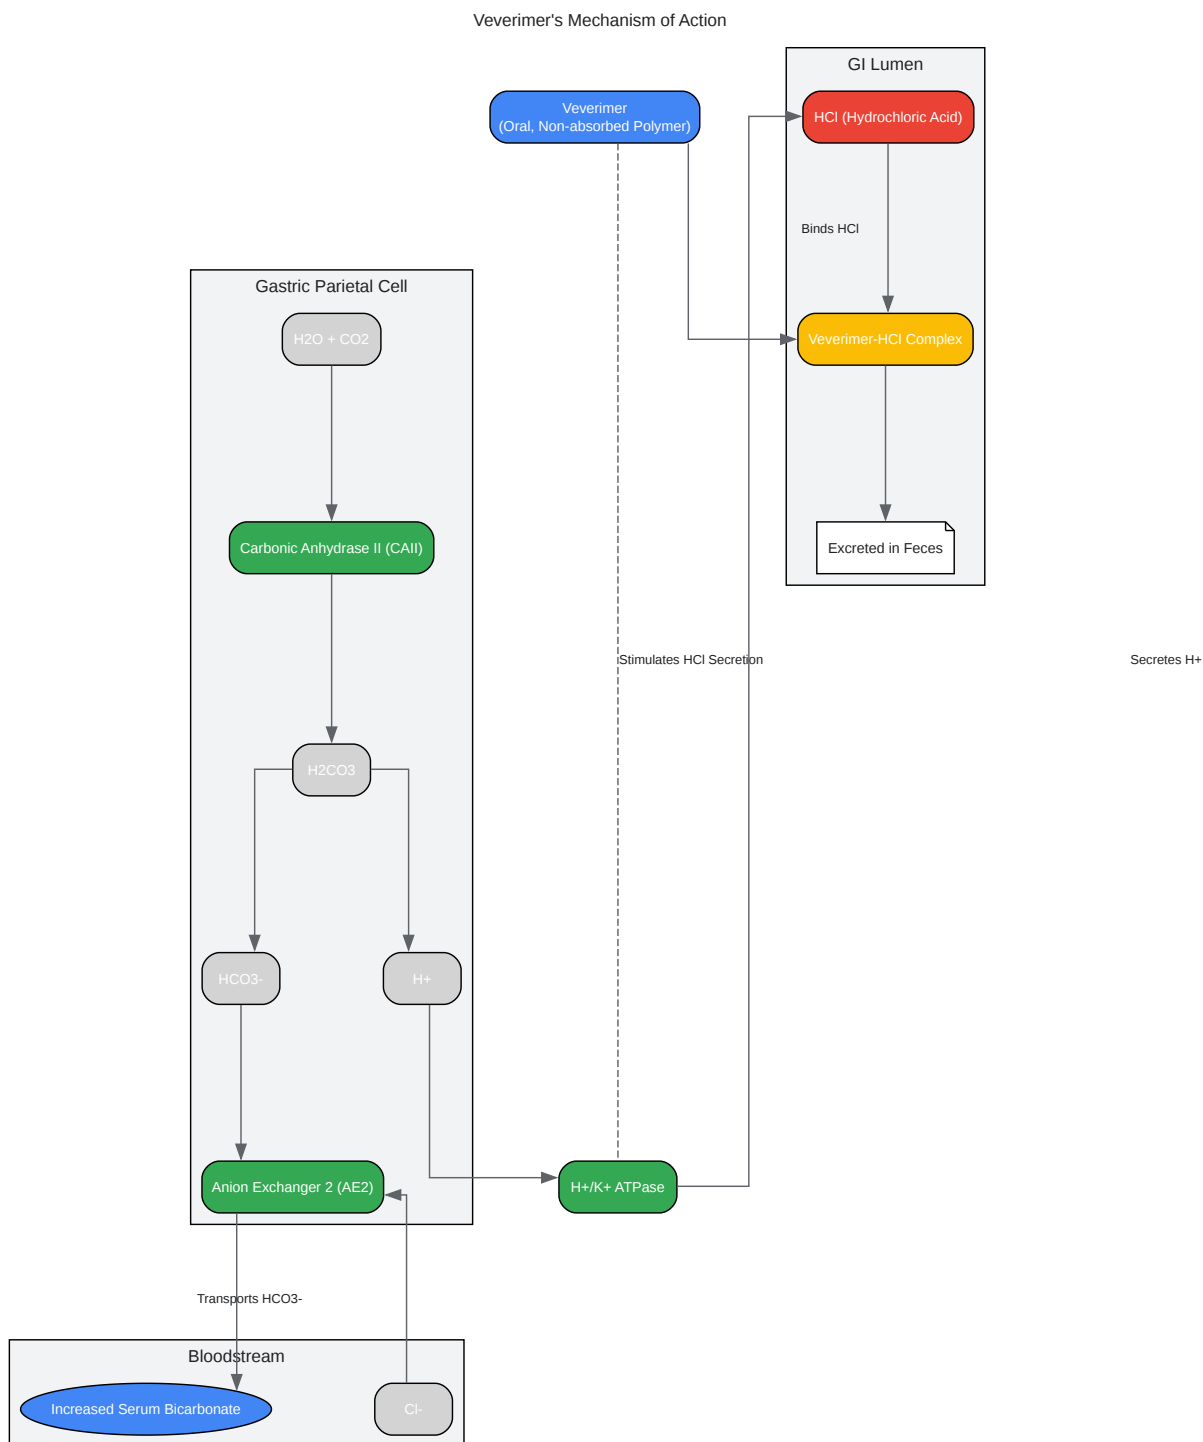 Veverimer's Mechanism of Action
GI Lumen
Veverimer
(Oral, Non-absorbed Polymer)
HCl (Hydrochloric Acid)
Binds HCl
Gastric Parietal Cell
H2O + CO2
Veverimer-HCl Complex
Carbonic Anhydrase II (CAII)
Excreted in Feces
Stimulates HCl Secretion
Secretes H+
H2CO3
HCO3-
H+
Anion Exchanger 2 (AE2)
H+/K+ ATPase
Transports HCO3-
Bloodstream
Increased Serum Bicarbonate
Cl-